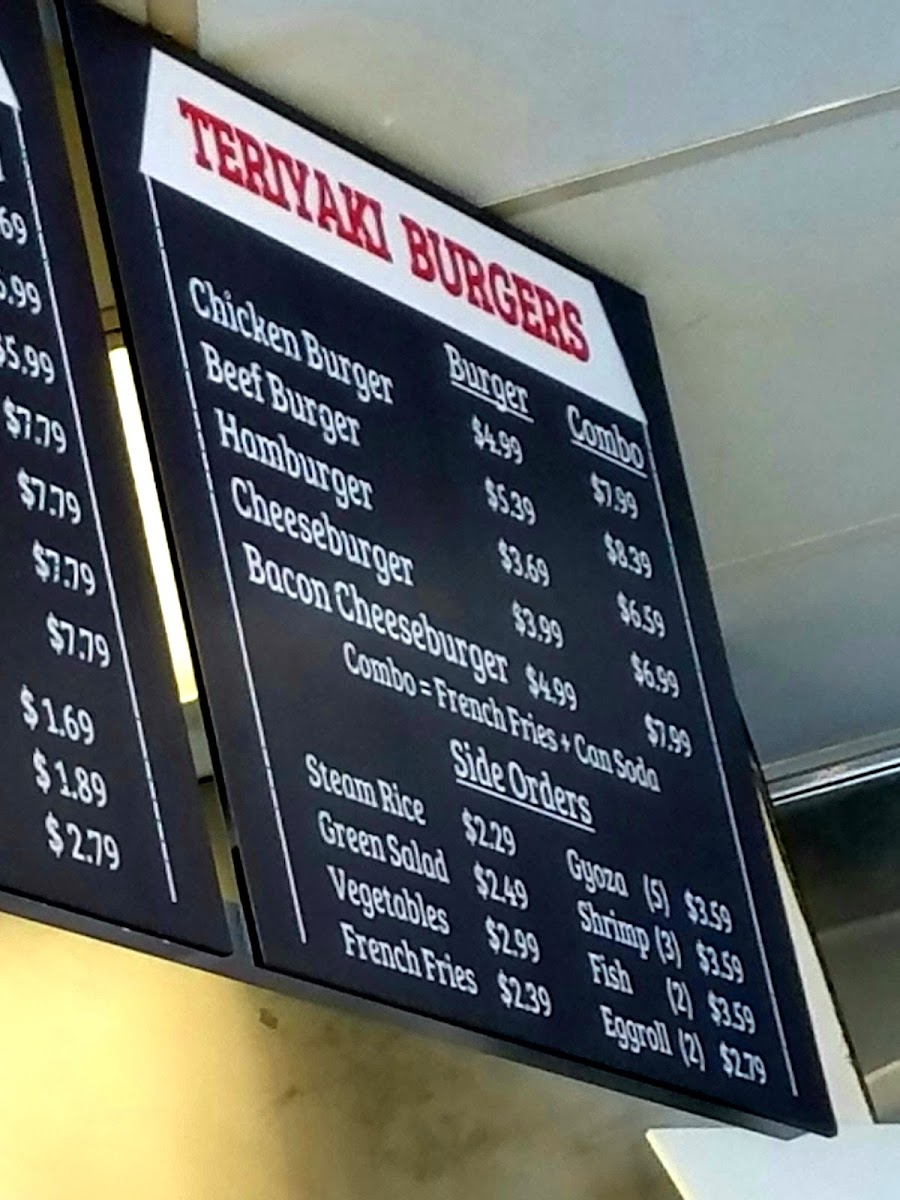 69
5.99
$5.99
$7.79
$7.79
$7.79
$7.79
$1.69
$1.89
$2.79
TERIYAKI BURGERS
Burger Combo
Chicken Burger $4.99 $7.99
Beef Burger $5.39 $8.39
Hamburger $3.69 $6.59
Cheeseburger $3.99 $6.99
Bacon Cheeseburger $4.99 $7.99
Combo = French Fries + Can Soda
Side Orders
Steam Rice $2.29 Gyoza (5) $3.59
Green Salad $2.49 Shrimp (3) $3.59
Vegetables $2.99 Fish (2) $3.59
French Fries $2.39 Eggroll (2) $2.79